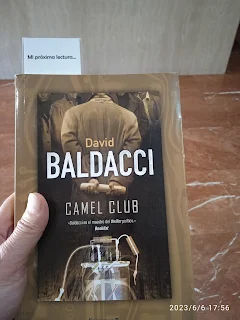 Mi próxima lectura...
David
BALDACCI
CAMEL CLUB
«Baldacci es el maestro del thriller político.»
Booklist
2023/6/6 17:56